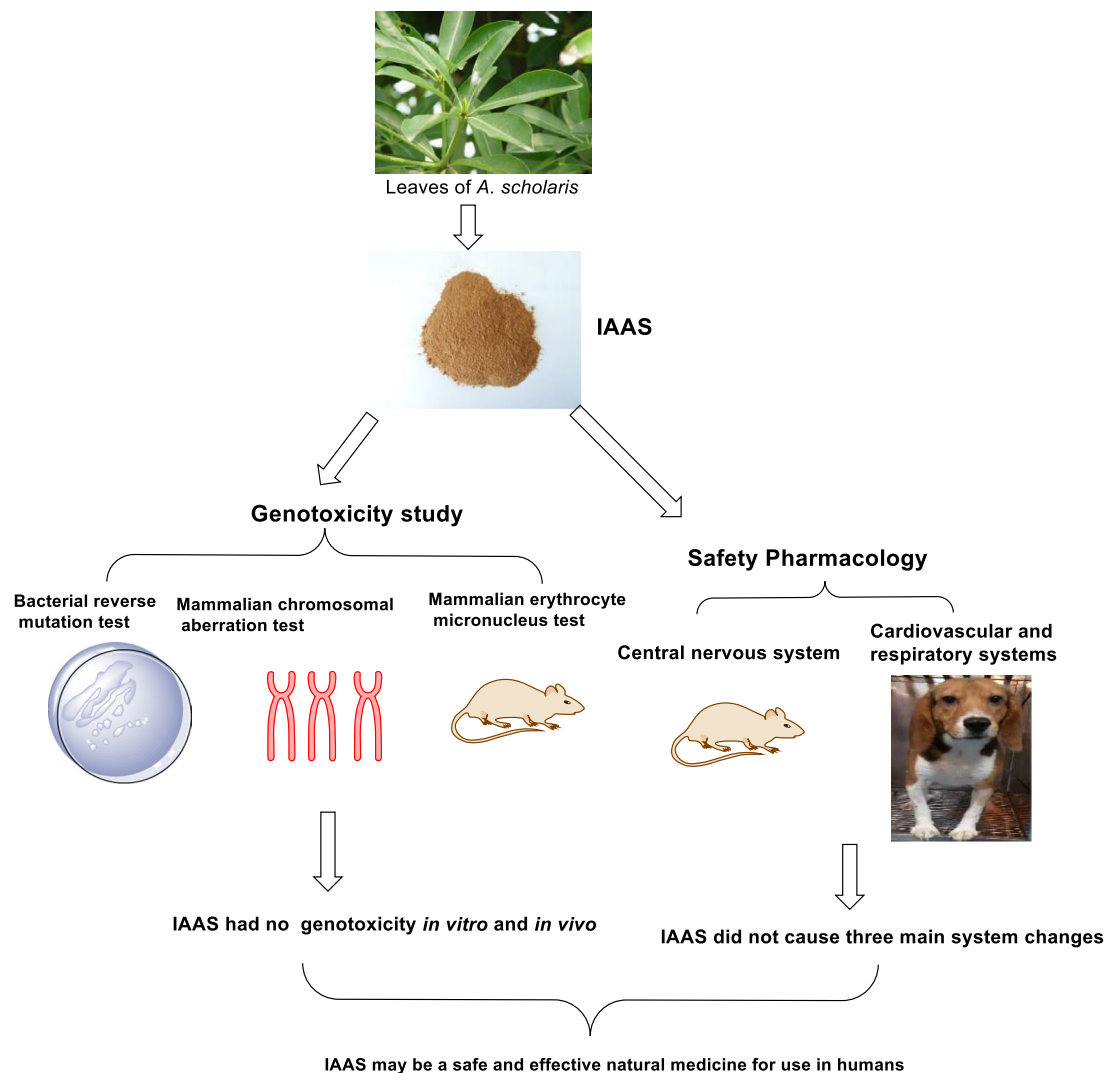 Leaves of A. scholaris
IAAS
Genotoxicity study
Safety Pharmacology
Bacterial reverse
mutation test
Mammalian chromosomal
aberration test
Mammalian erythrocyte
micronucleus test
Central nervous system
Cardiovascular and
respiratory systems
IAAS had no genotoxicity in vitro and in vivo
IAAS did not cause three main system changes
IAAS may be a safe and effective natural medicine for use in humans